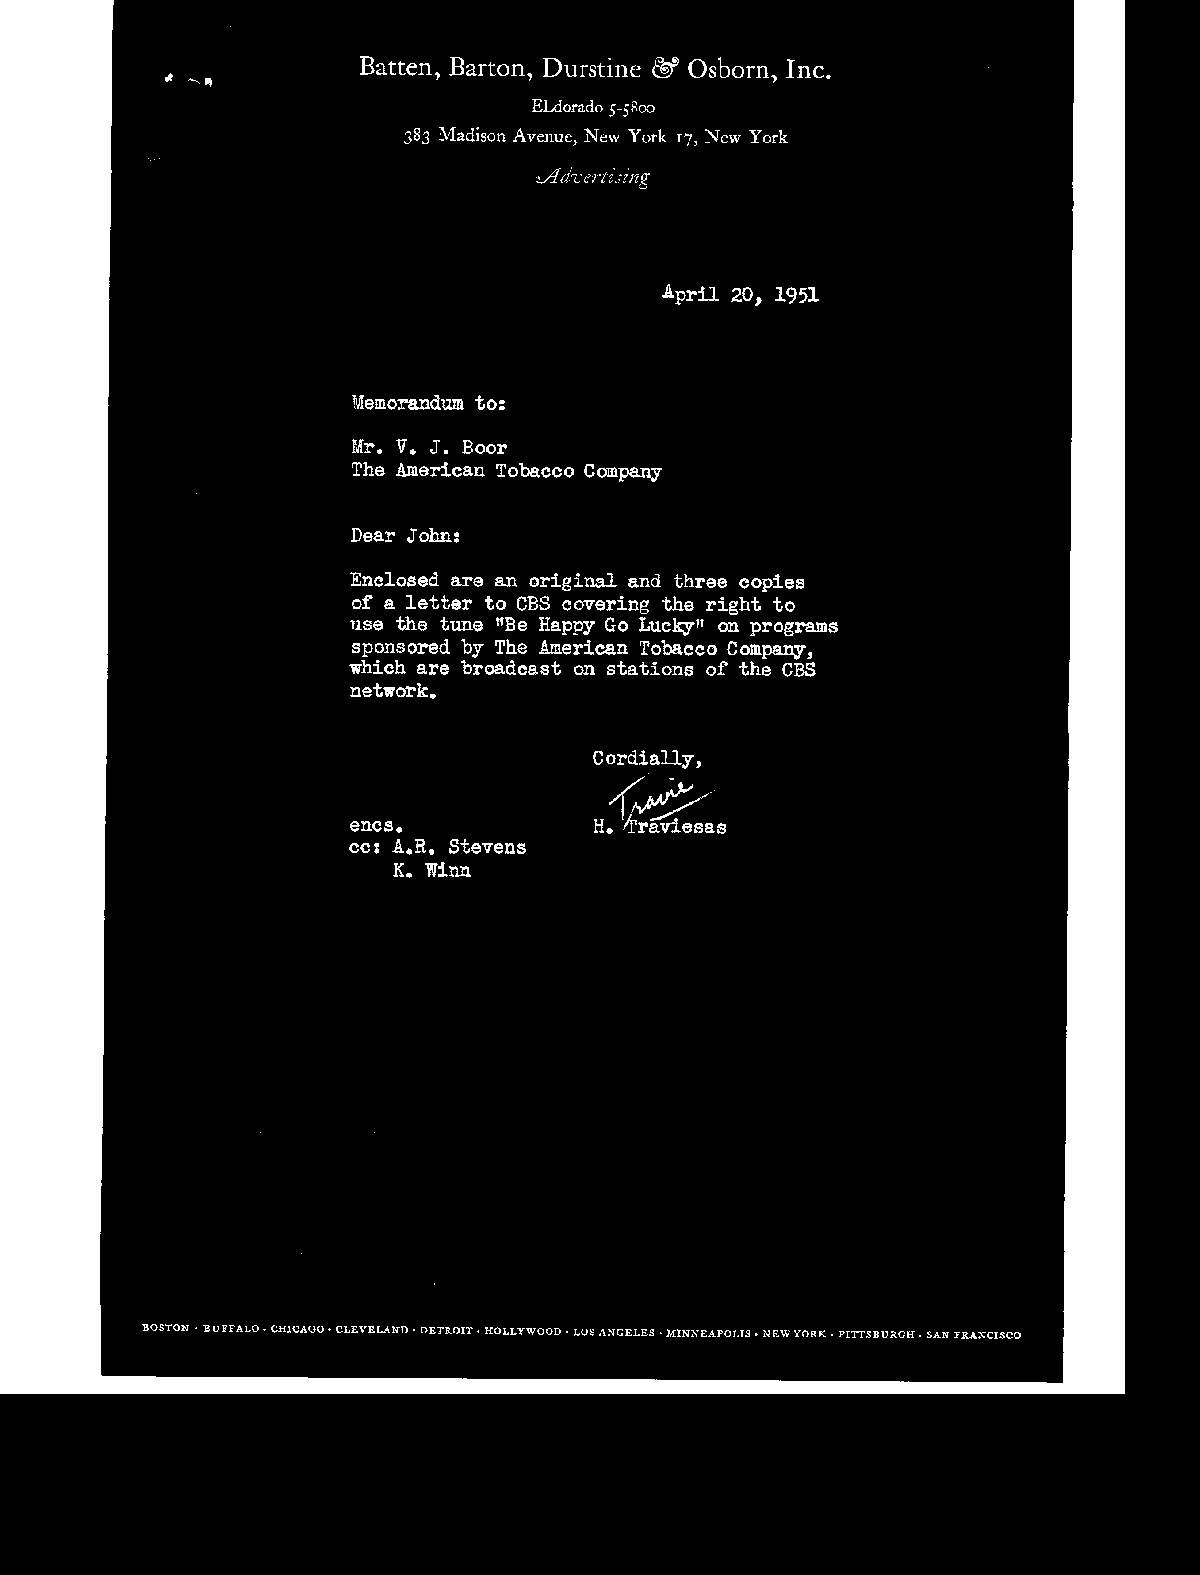 Batten, Barton, Durstine & Osborn, Inc.
ELdorado 5-5800
383 Madison Avenue, New York 17, New York
Advertising
April 20, 1951
Memorandum to:
Mr. V. J. Boor
The American Tobacco Company
Dear John:
Enclosed are an original and three copies
of a letter to CBS covering the right to
use the tune "Be Happy Go Lucky" on programs
sponsored by The American Tobacco Company,
which are broadcast on stations of the CBS
network.
Cordially,
Travie
H. Traviesas
encs.
cc: A.R. Stevens
K. Winn
BOSTON · BUFFALO · CHICAGO · CLEVELAND · DETROIT · HOLLYWOOD · LOS ANGELES · MINNEAPOLIS · NEW YORK · PITTSBURGH · SAN FRANCISCO